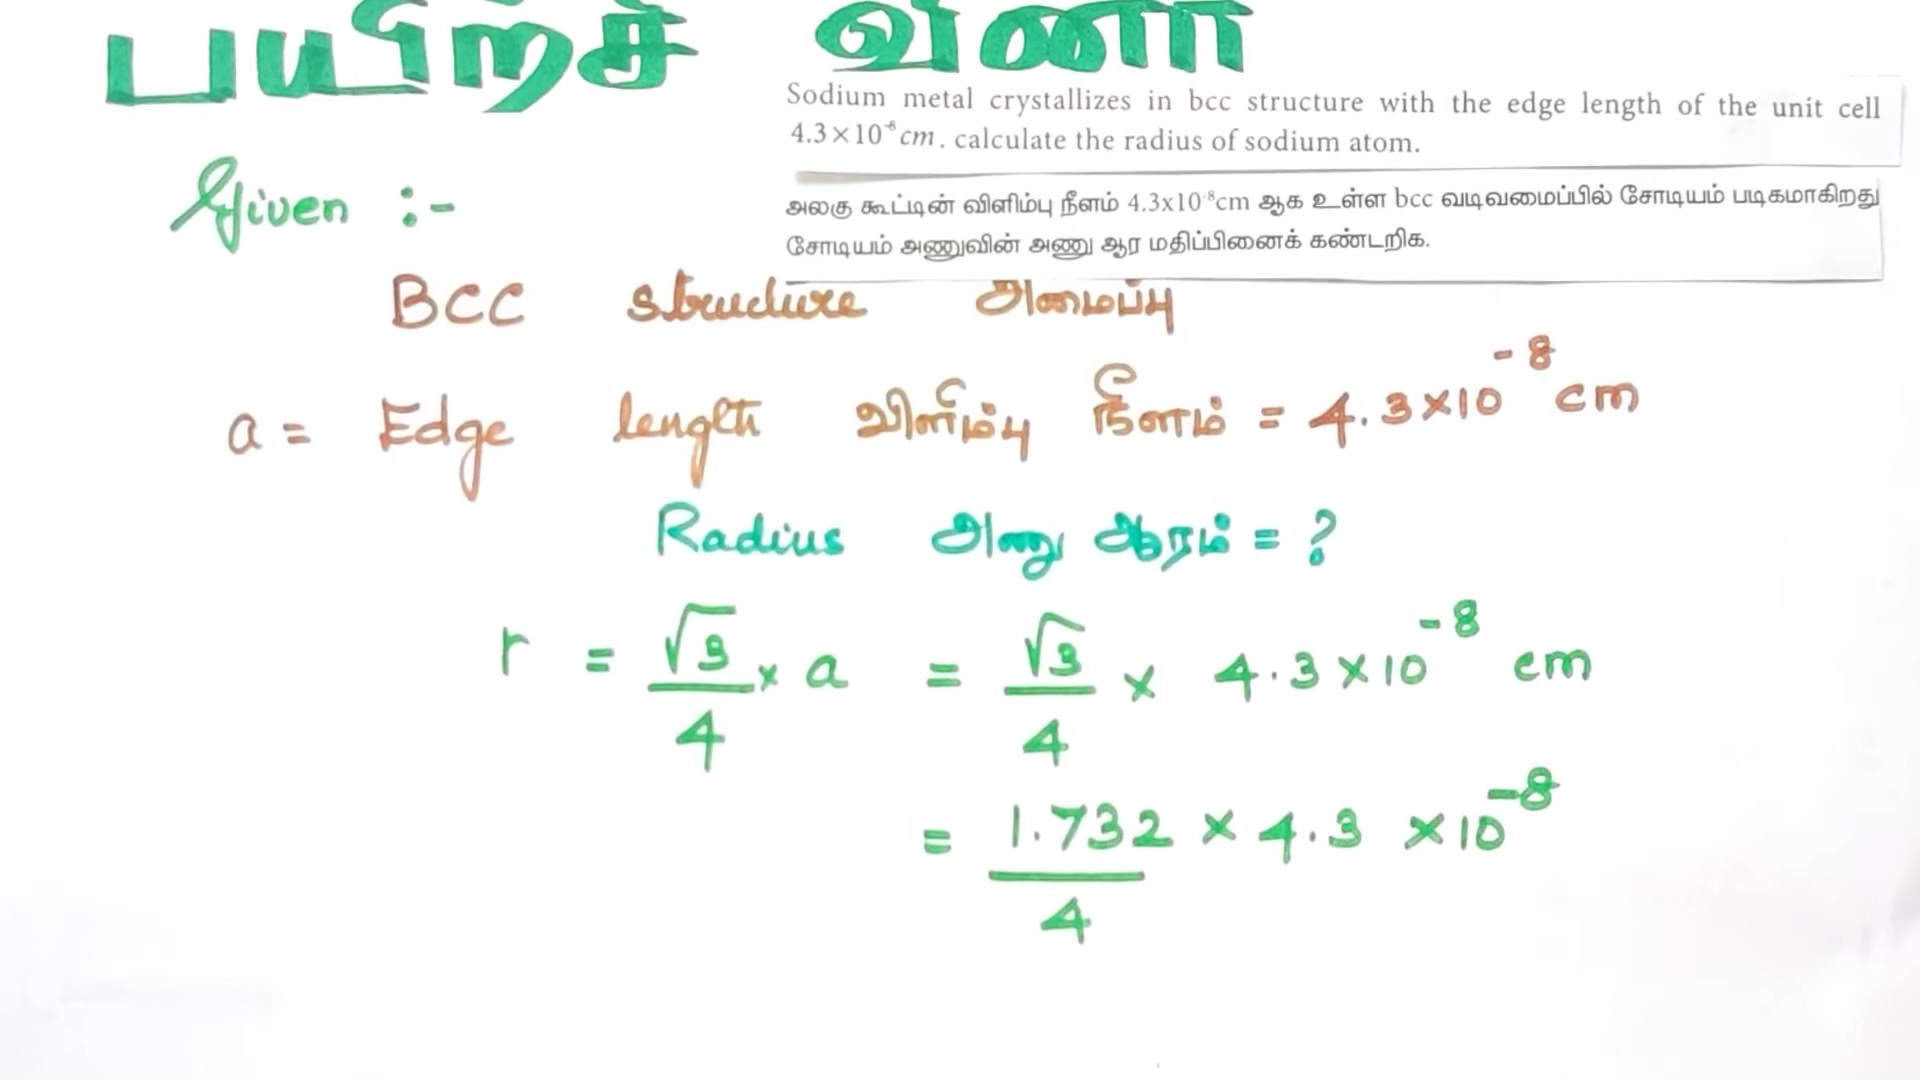 பயிற்சி வினா
Sodium metal crystallizes in bcc structure with the edge length of the unit cell
4.3×10⁻⁸ cm. calculate the radius of sodium atom.
அலகு கூட்டின் விளிம்பு நீளம் 4.3x10⁻⁸cm ஆக உள்ள bcc வடிவமைப்பில் சோடியம் படிகமாகிறது
சோடியம் அணுவின் அணு ஆர மதிப்பினைக் கண்டறிக.
Given :-
BCC structure அமைப்பு
a = Edge length விளிம்பு நீளம் = 4.3×10⁻⁸ cm
Radius அணு ஆரம் = ?
r = √3/4 × a = √3/4 × 4.3×10⁻⁸ cm
= 1.732/4 × 4.3 ×10⁻⁸